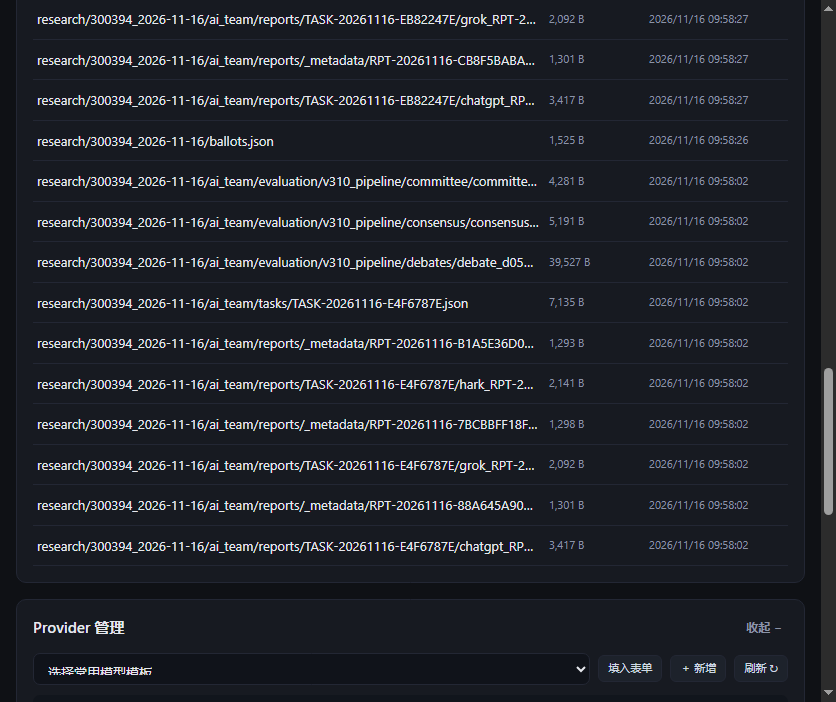 research/300394_2026-11-16/ai_team/reports/TASK-20261116-EB82247E/grok_RPT-2... 2,092 B 2026/11/16 09:58:27
research/300394_2026-11-16/ai_team/reports/_metadata/RPT-20261116-CB8F5BABA... 1,301 B 2026/11/16 09:58:27
research/300394_2026-11-16/ai_team/reports/TASK-20261116-EB82247E/chatgpt_RP... 3,417 B 2026/11/16 09:58:27
research/300394_2026-11-16/ballots.json 1,525 B 2026/11/16 09:58:26
research/300394_2026-11-16/ai_team/evaluation/v310_pipeline/committee/committe... 4,281 B 2026/11/16 09:58:02
research/300394_2026-11-16/ai_team/evaluation/v310_pipeline/consensus/consensus... 5,191 B 2026/11/16 09:58:02
research/300394_2026-11-16/ai_team/evaluation/v310_pipeline/debates/debate_d05... 39,527 B 2026/11/16 09:58:02
research/300394_2026-11-16/ai_team/tasks/TASK-20261116-E4F6787E.json 7,135 B 2026/11/16 09:58:02
research/300394_2026-11-16/ai_team/reports/_metadata/RPT-20261116-B1A5E36D0... 1,293 B 2026/11/16 09:58:02
research/300394_2026-11-16/ai_team/reports/TASK-20261116-E4F6787E/hark_RPT-2... 2,141 B 2026/11/16 09:58:02
research/300394_2026-11-16/ai_team/reports/_metadata/RPT-20261116-7BCBBFF18F... 1,298 B 2026/11/16 09:58:02
research/300394_2026-11-16/ai_team/reports/TASK-20261116-E4F6787E/grok_RPT-2... 2,092 B 2026/11/16 09:58:02
research/300394_2026-11-16/ai_team/reports/_metadata/RPT-20261116-88A645A90... 1,301 B 2026/11/16 09:58:02
research/300394_2026-11-16/ai_team/reports/TASK-20261116-E4F6787E/chatgpt_RP... 3,417 B 2026/11/16 09:58:02
Provider 管理 收起 −
选择常用模型模板 填入表单 + 新增 刷新 ↻